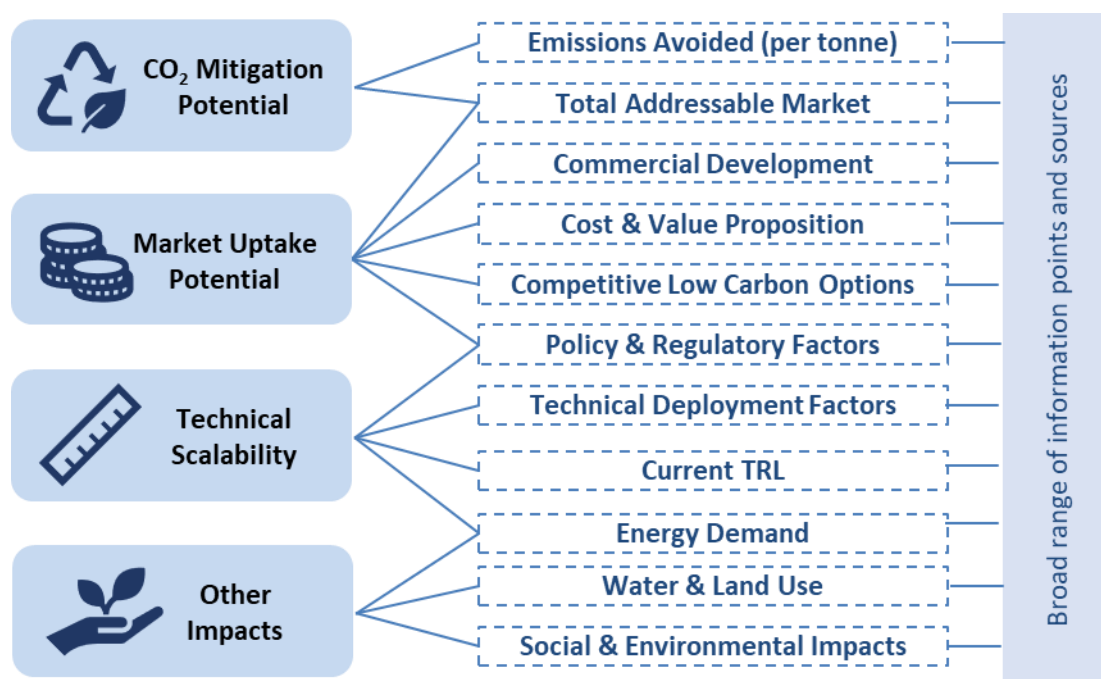 CO₂ Mitigation
Potential
Market Uptake
Potential
Technical
Scalability
Other
Impacts
Emissions Avoided (per tonne)
Total Addressable Market
Commercial Development
Cost & Value Proposition
Competitive Low Carbon Options
Policy & Regulatory Factors
Technical Deployment Factors
Current TRL
Energy Demand
Water & Land Use
Social & Environmental Impacts
Broad range of information points and sources